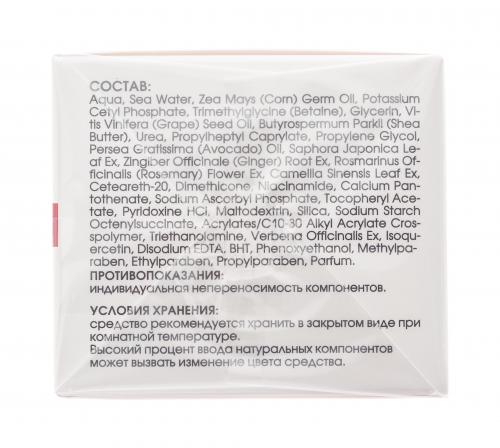 СОСТАВ:
Aqua, Sea Water, Zea Mays (Corn) Germ Oil, Potassium
Cetyl Phosphate, Trimethylglycine (Betaine), Glycerin, Vi-
tis Vinifera (Grape) Seed Oil, Butyrospermum Parkii (Shea
Butter), Urea, Propylheptyl Caprylate, Propylene Glycol,
Persea Gratissima (Avocado) Oil, Saphora Japonica Le-
af Ex, Zingiber Officinale (Ginger) Root Ex, Rosmarinus Of-
ficinalis (Rosemary) Flower Ex, Camellia Sinensis Leaf Ex,
Ceteareth-20, Dimethicone, Niacinamide, Calcium Pan-
tothenate, Sodium Ascorbyl Phosphate, Tocopheryl Ace-
tate, Pyridoxine HCl, Maltodextrin, Silica, Sodium Starch
Octenylsuccinate, Acrylates/C10-30 Alkyl Acrylate Cros-
spolymer, Triethanolamine, Verbena Officinalis Ex, Isoqu-
ercetin, Disodium EDTA, BHT, Phenoxyethanol, Methylpa-
raben, Ethylparaben, Propylparaben, Parfum.
ПРОТИВОПОКАЗАНИЯ:
индивидуальная непереносимость компонентов.
УСЛОВИЯ ХРАНЕНИЯ:
средство рекомендуется хранить в закрытом виде при
комнатной температуре.
Высокий процент ввода натуральных компонентов
может вызвать изменение цвета средства.